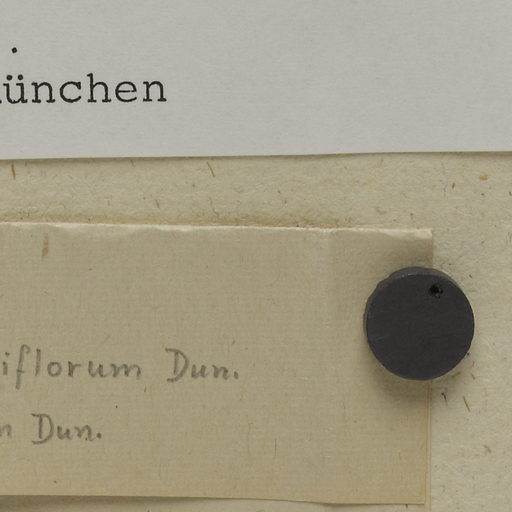 ünchen
iflorum Dun.
Dun.